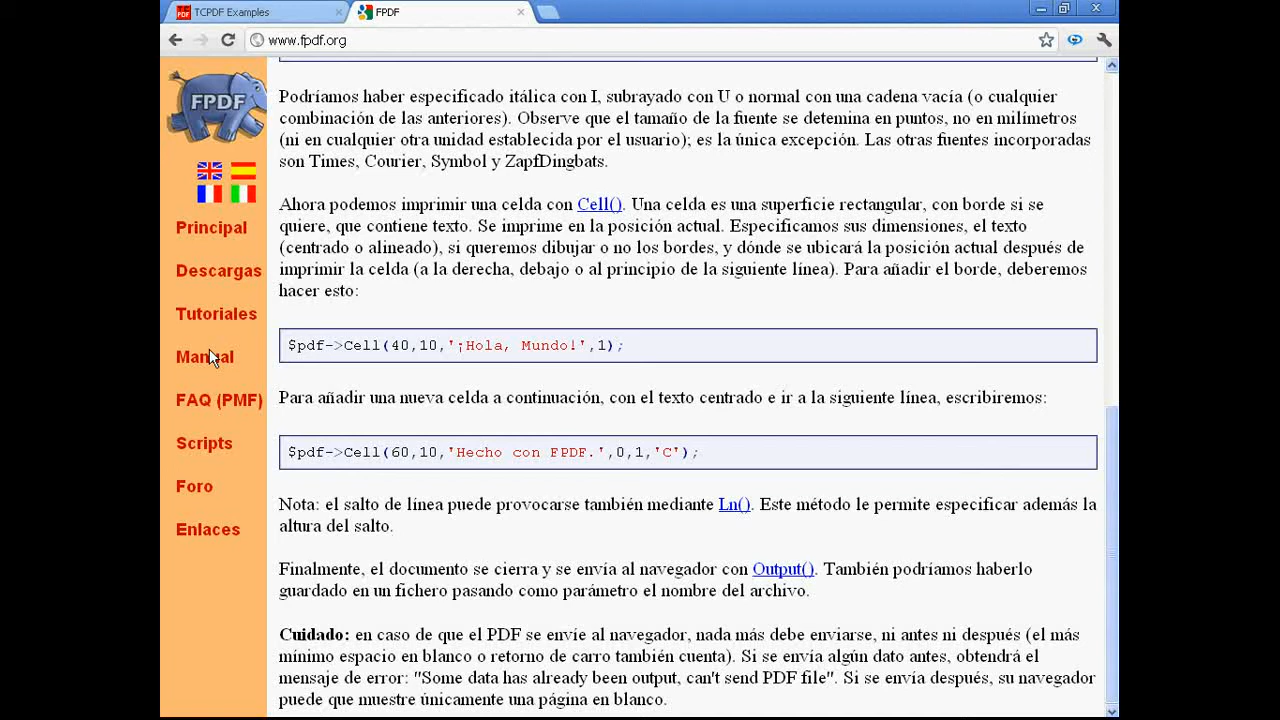 TCPDF Examples
FPDF
www.fpdf.org
FPDF
Principal
Descargas
Tutoriales
Manual
FAQ (PMF)
Scripts
Foro
Enlaces
Podríamos haber especificado itálica con I, subrayado con U o normal con una cadena vacía (o cualquier
combinación de las anteriores). Observe que el tamaño de la fuente se detemina en puntos, no en milímetros
(ni en cualquier otra unidad establecida por el usuario); es la única excepción. Las otras fuentes incorporadas
son Times, Courier, Symbol y ZapfDingbats.
Ahora podemos imprimir una celda con Cell(). Una celda es una superficie rectangular, con borde si se
quiere, que contiene texto. Se imprime en la posición actual. Especificamos sus dimensiones, el texto
(centrado o alineado), si queremos dibujar o no los bordes, y dónde se ubicará la posición actual después de
imprimir la celda (a la derecha, debajo o al principio de la siguiente línea). Para añadir el borde, deberemos
hacer esto:
$pdf->Cell(40,10,'¡Hola, Mundo!',1);
Para añadir una nueva celda a continuación, con el texto centrado e ir a la siguiente línea, escribiremos:
$pdf->Cell(60,10,'Hecho con FPDF.',0,1,'C');
Nota: el salto de línea puede provocarse también mediante Ln(). Este método le permite especificar además la
altura del salto.
Finalmente, el documento se cierra y se envía al navegador con Output(). También podríamos haberlo
guardado en un fichero pasando como parámetro el nombre del archivo.
Cuidado: en caso de que el PDF se envíe al navegador, nada más debe enviarse, ni antes ni después (el más
mínimo espacio en blanco o retorno de carro también cuenta). Si se envía algún dato antes, obtendrá el
mensaje de error: "Some data has already been output, can't send PDF file". Si se envía después, su navegador
puede que muestre únicamente una página en blanco.